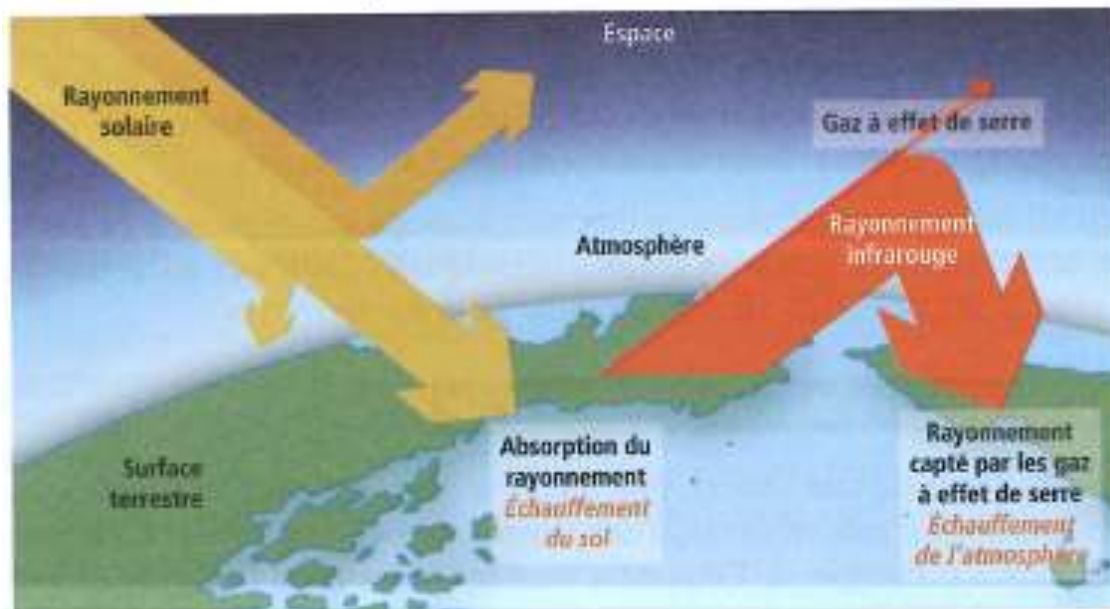 Espace
Rayonnement
solaire
Gaz à effet de serre
Atmosphère
Rayonnement
infrarouge
Surface
terrestre
Absorption du
rayonnement
Échauffement
du sol
Rayonnement
capté par les gaz
à effet de serre
Échauffement
de l'atmosphère